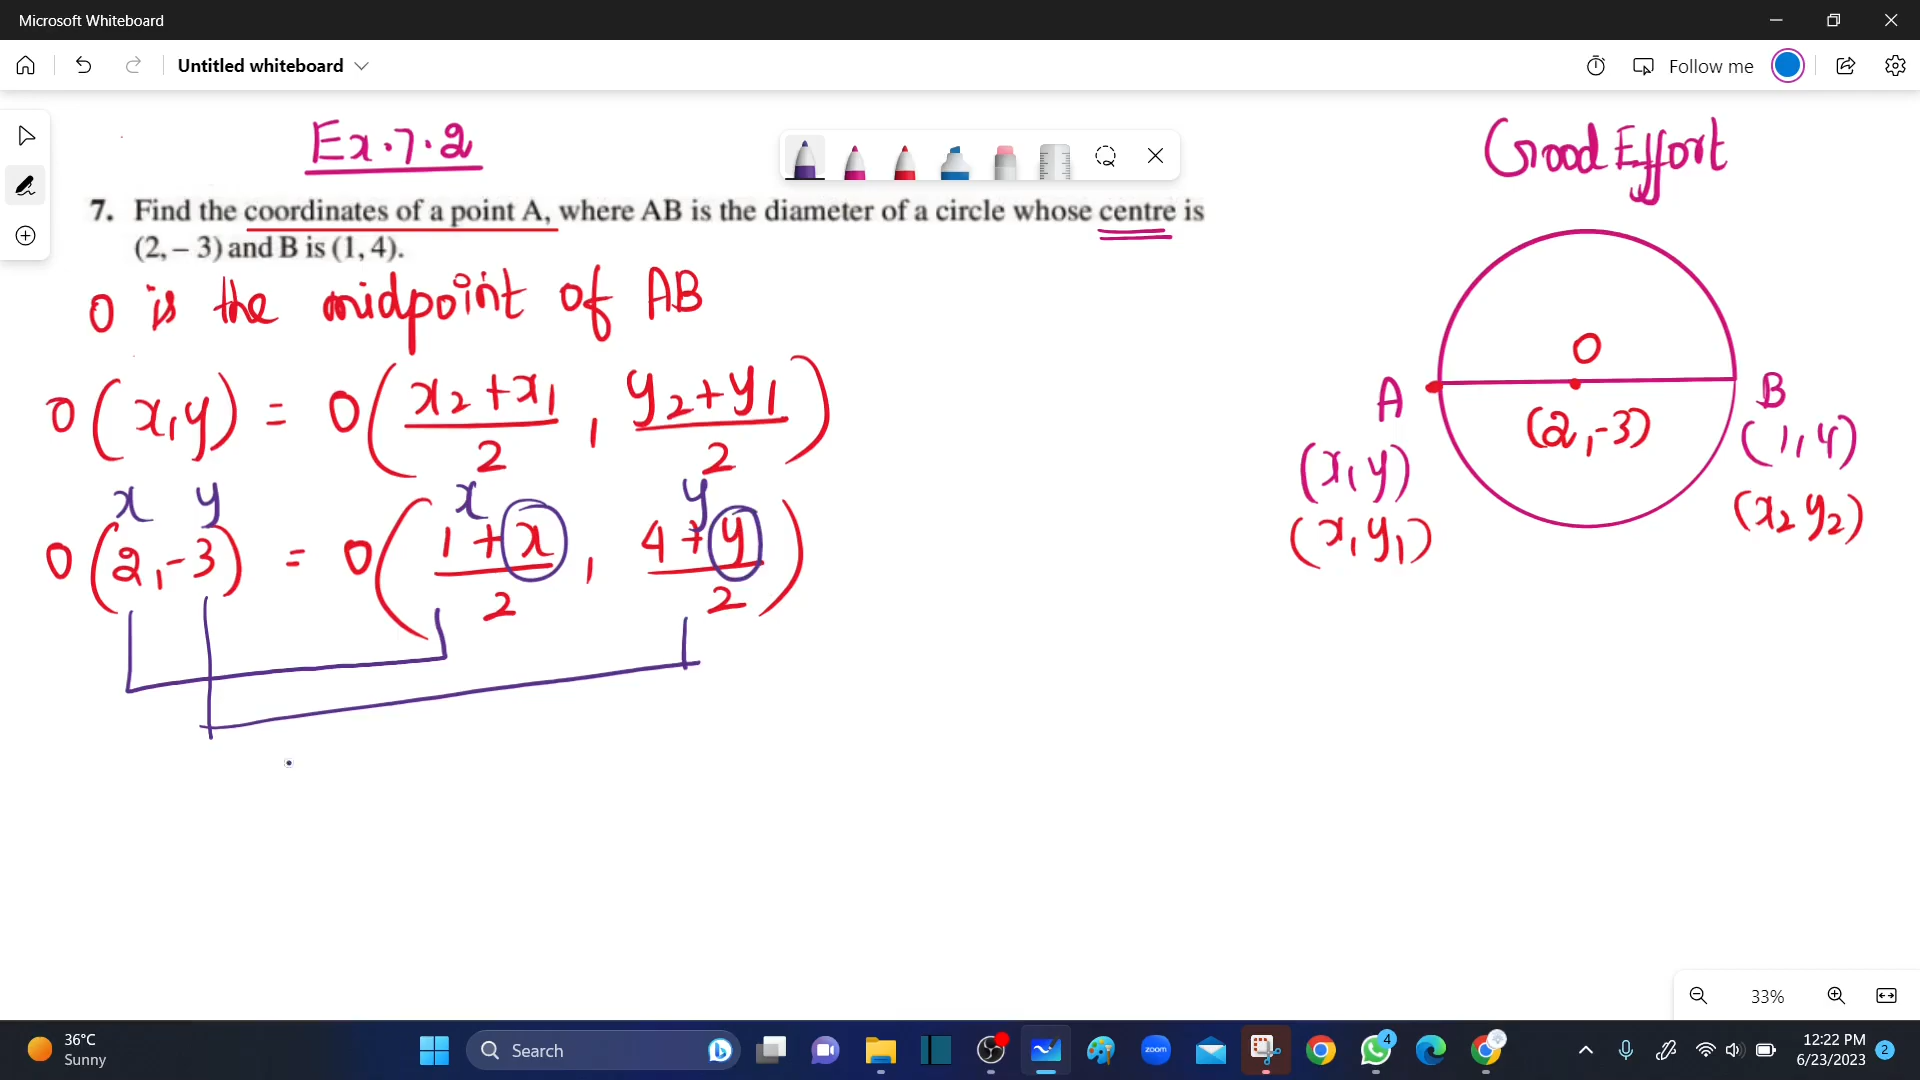 Microsoft Whiteboard
Untitled whiteboard
Follow me
Ex.7.2
Good Effort
7. Find the coordinates of a point A, where AB is the diameter of a circle whose centre is
(2, – 3) and B is (1, 4).
O is the midpoint of AB
O(x,y) = O(x2+x1/2, y2+y1/2)
x y x y
O(2,-3) = O(1+x/2, 4+y/2)
O
A B
(2,-3)
(x,y) (1,4)
(x,y1) (x2 y2)
33%
36°C
Sunny
Search
zoom
4
12:22 PM
6/23/2023
2